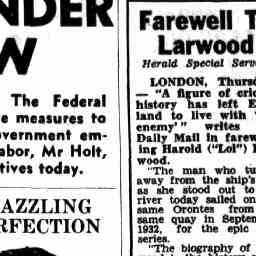 NDER
W
The Federal
e measures to
vernment em-
abor, Mr Holt,
tives today.
AZZLING
RFECTION
Farewell T
Larwood
Herald Special Serv
LONDON, Thursd
— "A figure of cric
history has left E
land to live with '
enemy'" writes
Daily Mail in farew
ing Harold ("Lol") L
wood.
"The man who tu
away from the ship's
as she stood out to
river today sailed on
same Orontes from
same quay in Septem
1932, for the epic
series.
"The biography of